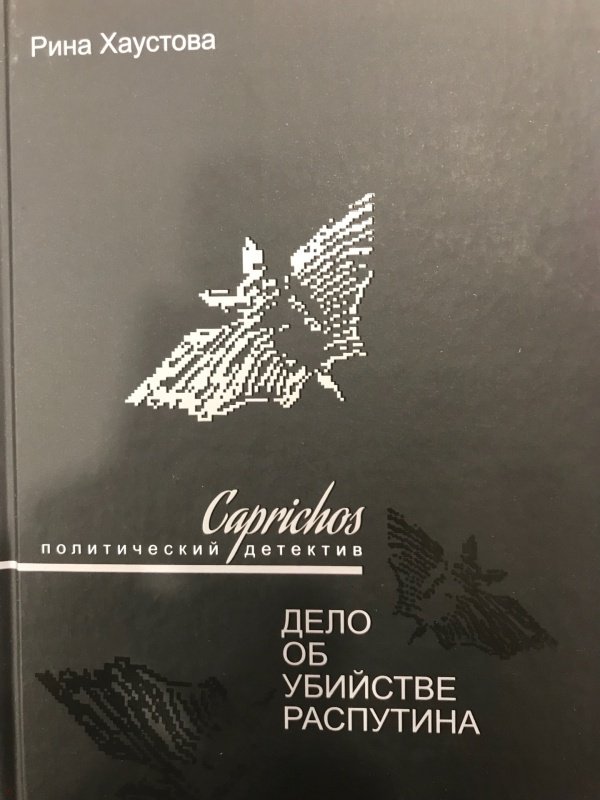 Рина Хаустова
Caprichos
политический детектив
ДЕЛО
ОБ
УБИЙСТВЕ
РАСПУТИНА